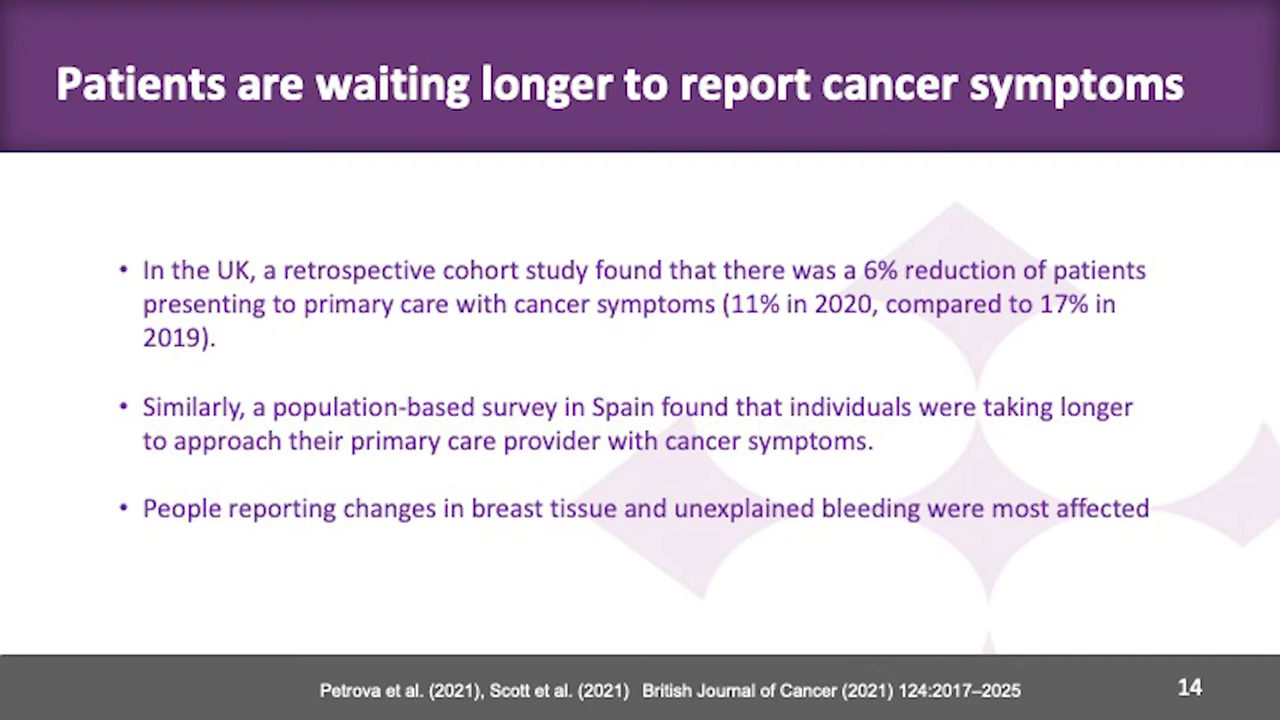 Patients are waiting longer to report cancer symptoms
• In the UK, a retrospective cohort study found that there was a 6% reduction of patients
presenting to primary care with cancer symptoms (11% in 2020, compared to 17% in
2019).
• Similarly, a population-based survey in Spain found that individuals were taking longer
to approach their primary care provider with cancer symptoms.
• People reporting changes in breast tissue and unexplained bleeding were most affected
Petrova et al. (2021), Scott et al. (2021) British Journal of Cancer (2021) 124:2017–2025
14